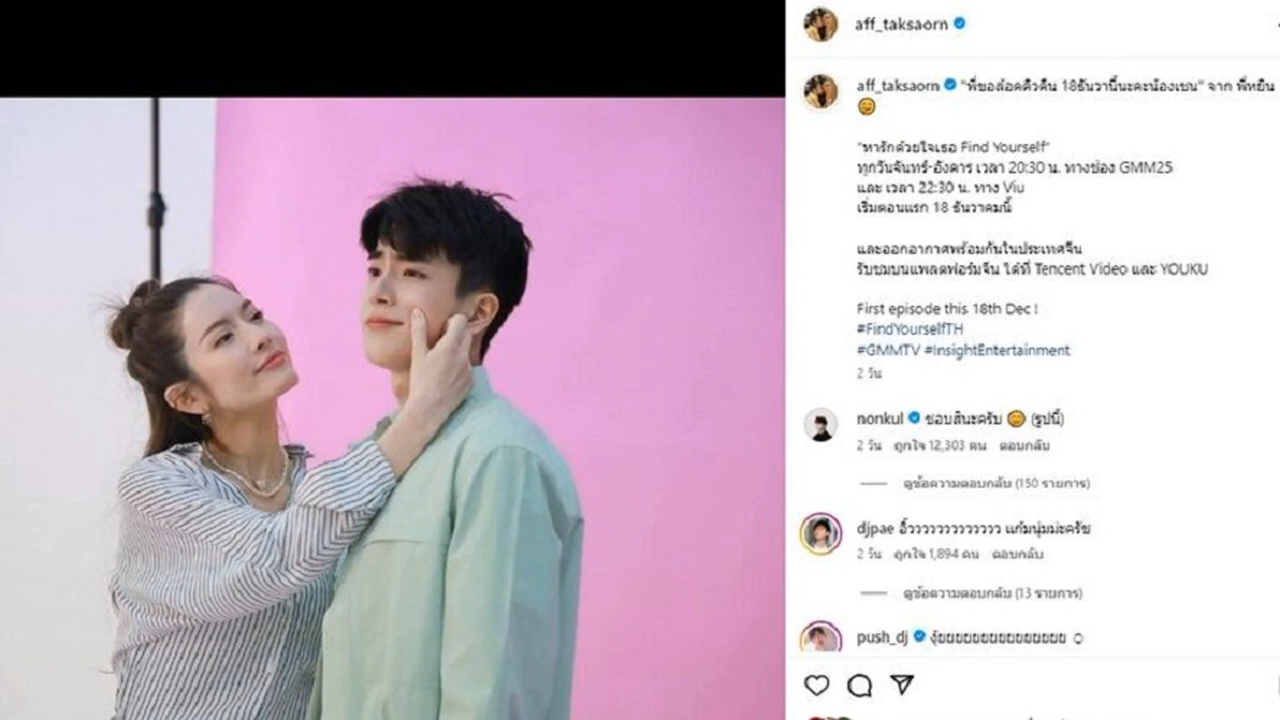 aff_taksaorn
aff_taksaorn "พี่ขอล้อคคิวคืน 18ธันวานี้นะคะน้องเชน" จาก พี่หยิน
"หารักด้วยใจเธอ Find Yourself"
ทุกวันจันทร์-อังคาร เวลา 20:30 น. ทางช่อง GMM25
และ เวลา 22:30 น. ทาง Viu
เริ่มตอนแรก 18 ธันวาคมนี้
และออกอากาศพร้อมกันในประเทศจีน
รับชมบนแพลตฟอร์มจีน ได้ที่ Tencent Video และ YOUKU
First episode this 18th Dec !
#FindYourselfTH
#GMMTV #InsightEntertainment
2 วัน
nonkul ชอบสินะครับ (รูปนี้)
2 วัน ถูกใจ 12,303 คน ตอบกลับ
ดูข้อความตอบกลับ (150 รายการ)
djpae อิ้ววววววววววววว แก้มนุ่มม่ะครัช
2 วัน ถูกใจ 1,894 คน ตอบกลับ
ดูข้อความตอบกลับ (13 รายการ)
push_dj งุ้ยยยยยยยยยยยยยยยย